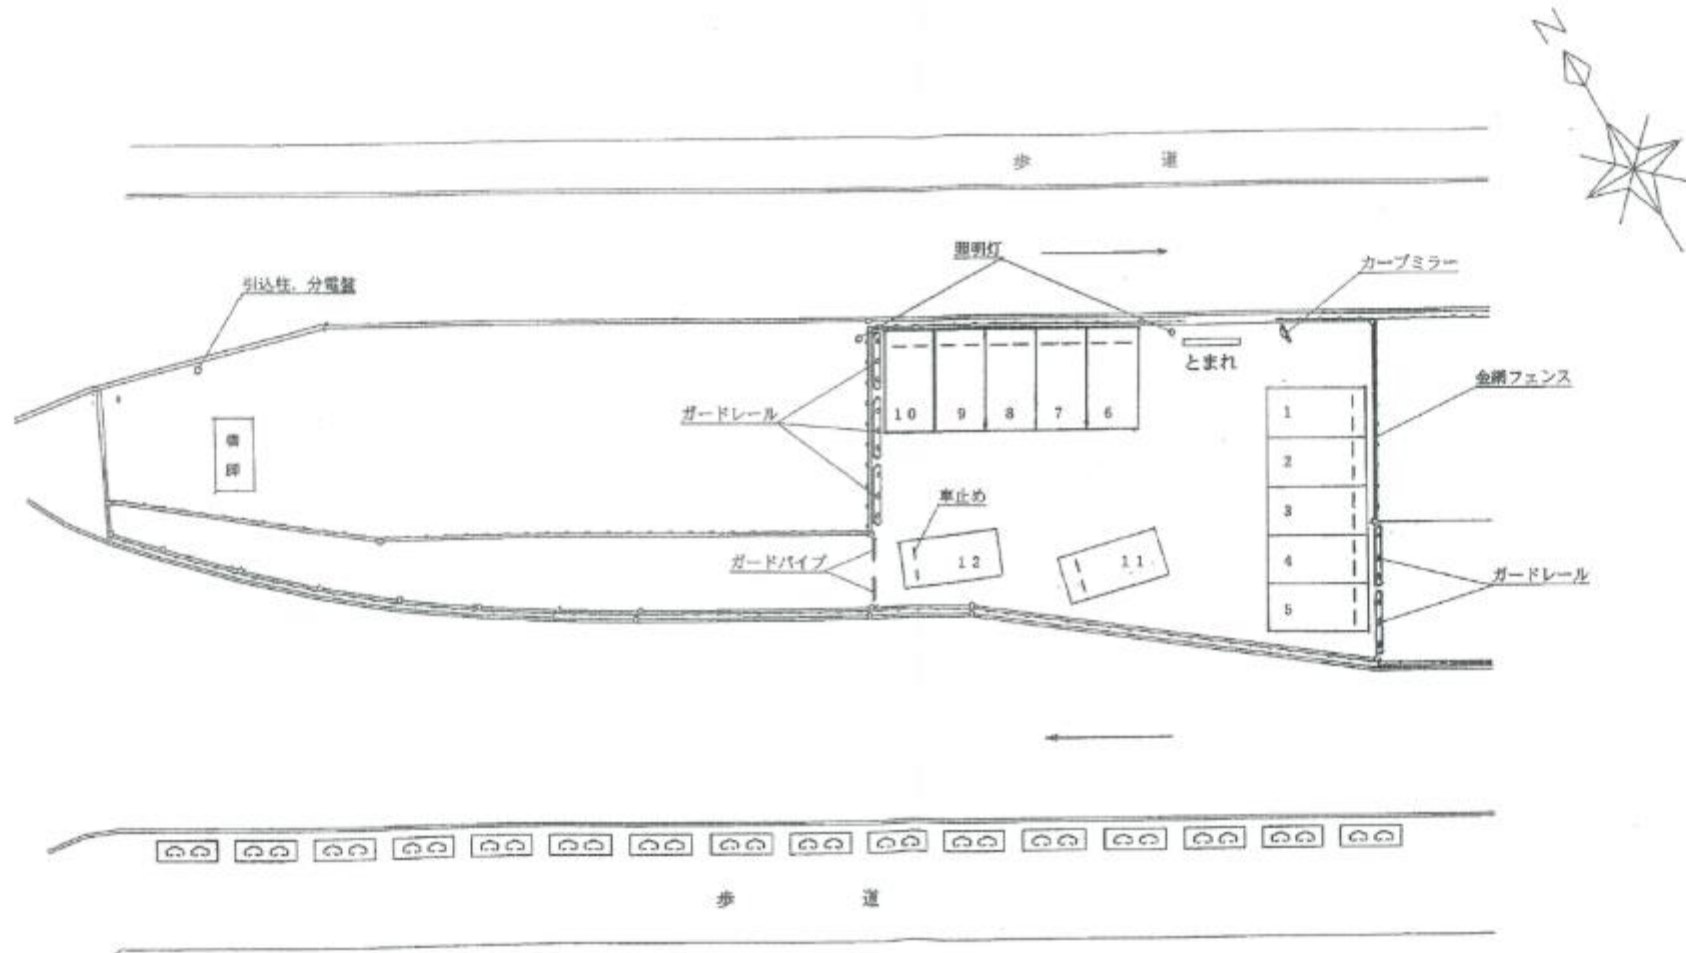 N
歩 道
照明灯
カーブミラー
引込柱、分電盤
とまれ
金網フェンス
ガードレール
10 9 8 7 6
1
2
3
4
5
車止め
ガードパイプ
12
11
ガードレール
歩 道